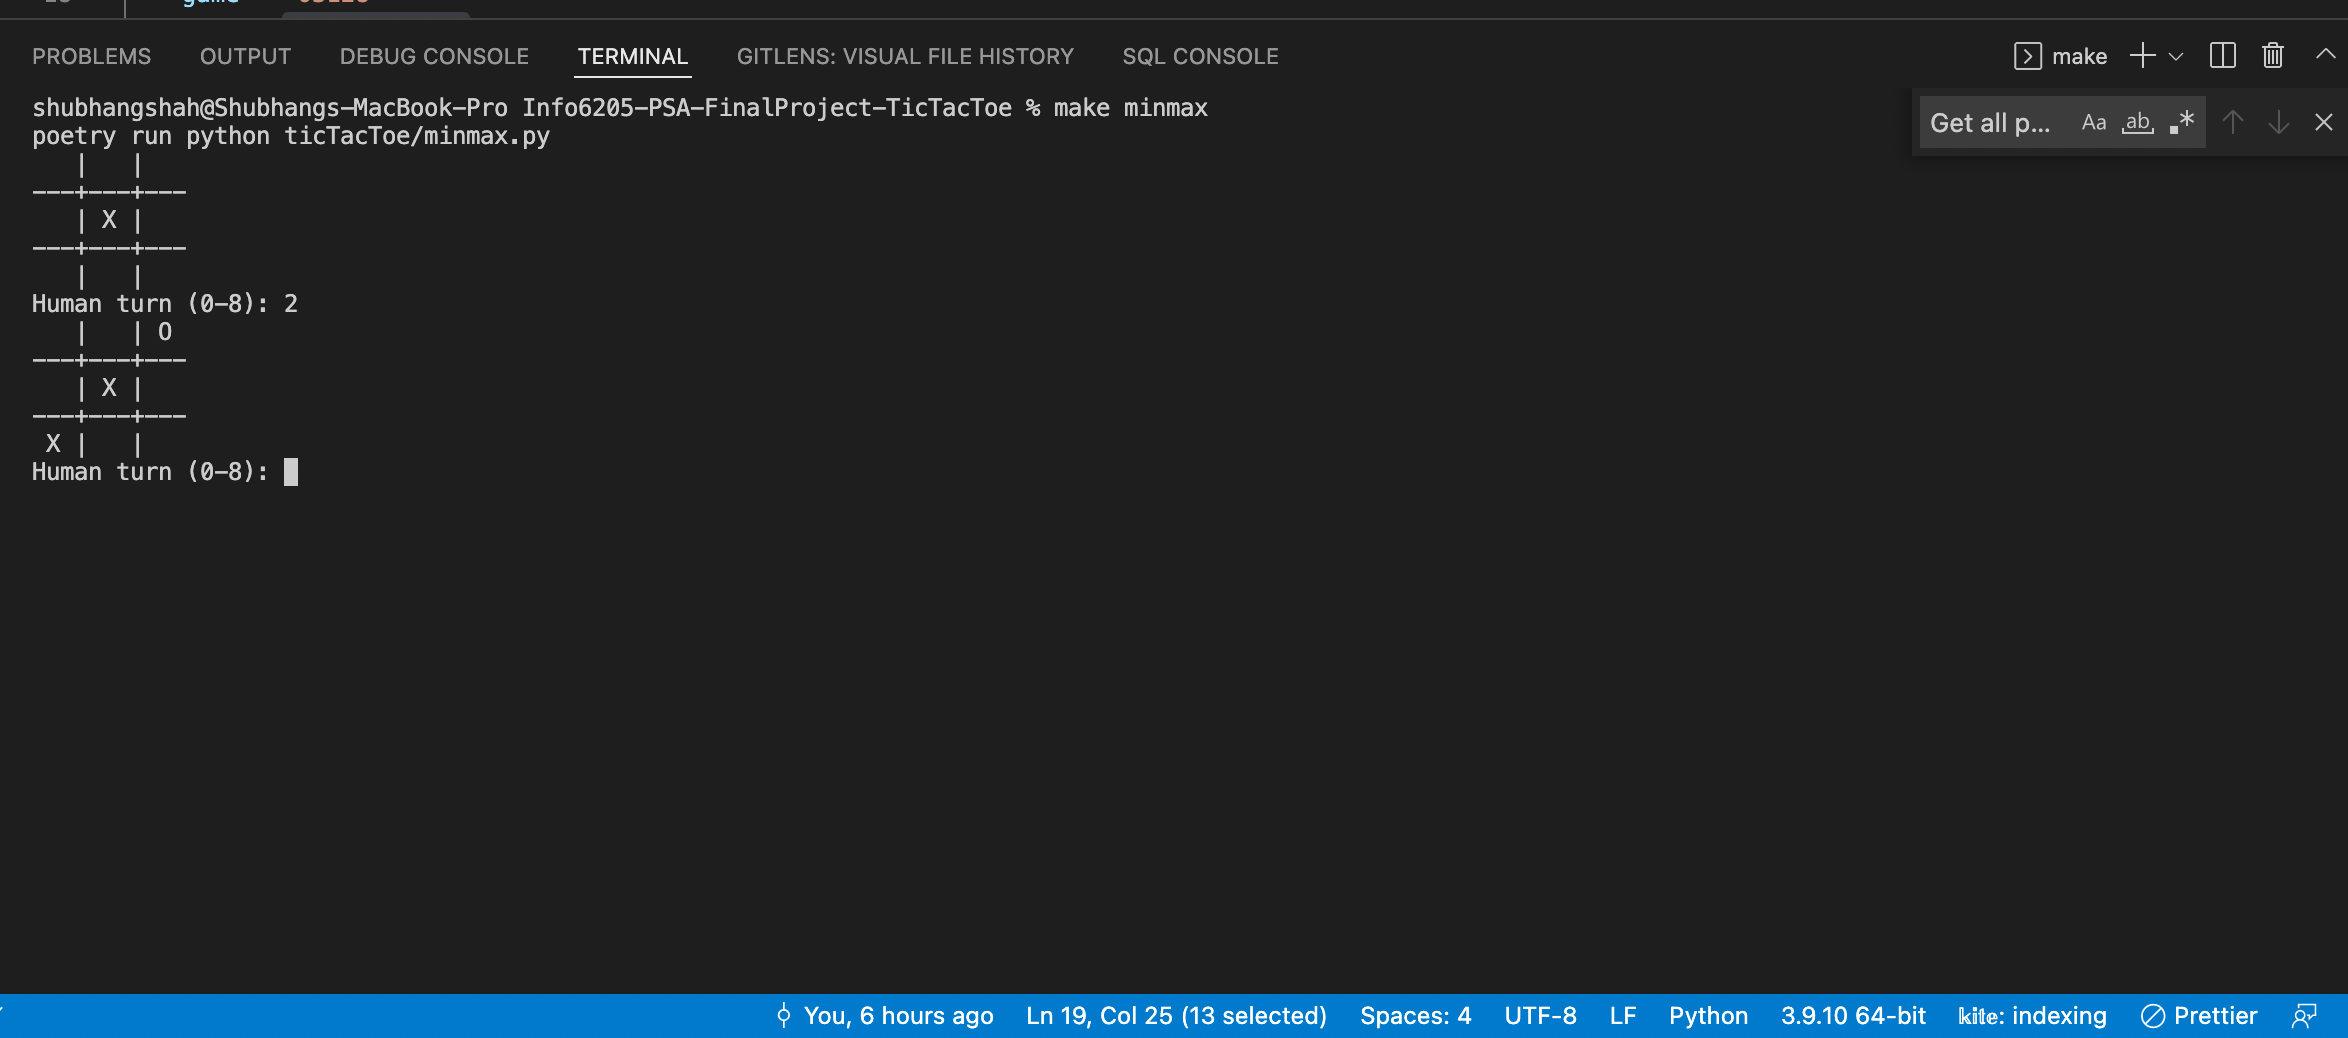 PROBLEMS OUTPUT DEBUG CONSOLE TERMINAL GITLENS: VISUAL FILE HISTORY SQL CONSOLE make
Get all p... Aa ab .*
shubhangshah@Shubhangs-MacBook-Pro Info6205-PSA-FinalProject-TicTacToe % make minmax
poetry run python ticTacToe/minmax.py
   |   |
---+---+---
   | X |
---+---+---
   |   |
Human turn (0-8): 2
   |   | O
---+---+---
   | X |
---+---+---
 X |   |
Human turn (0-8):
You, 6 hours ago Ln 19, Col 25 (13 selected) Spaces: 4 UTF-8 LF Python 3.9.10 64-bit kite: indexing Prettier